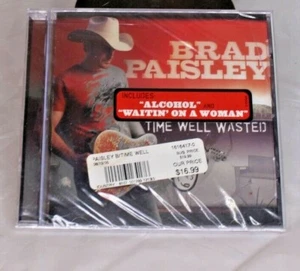 BRAD
PAISLEY
INCLUDES:
"ALCOHOL" AND
"WAITIN' ON A WOMAN"
TIME WELL WASTED
PAISLEY B/TIME WELL
OUR PRICE
$16.99